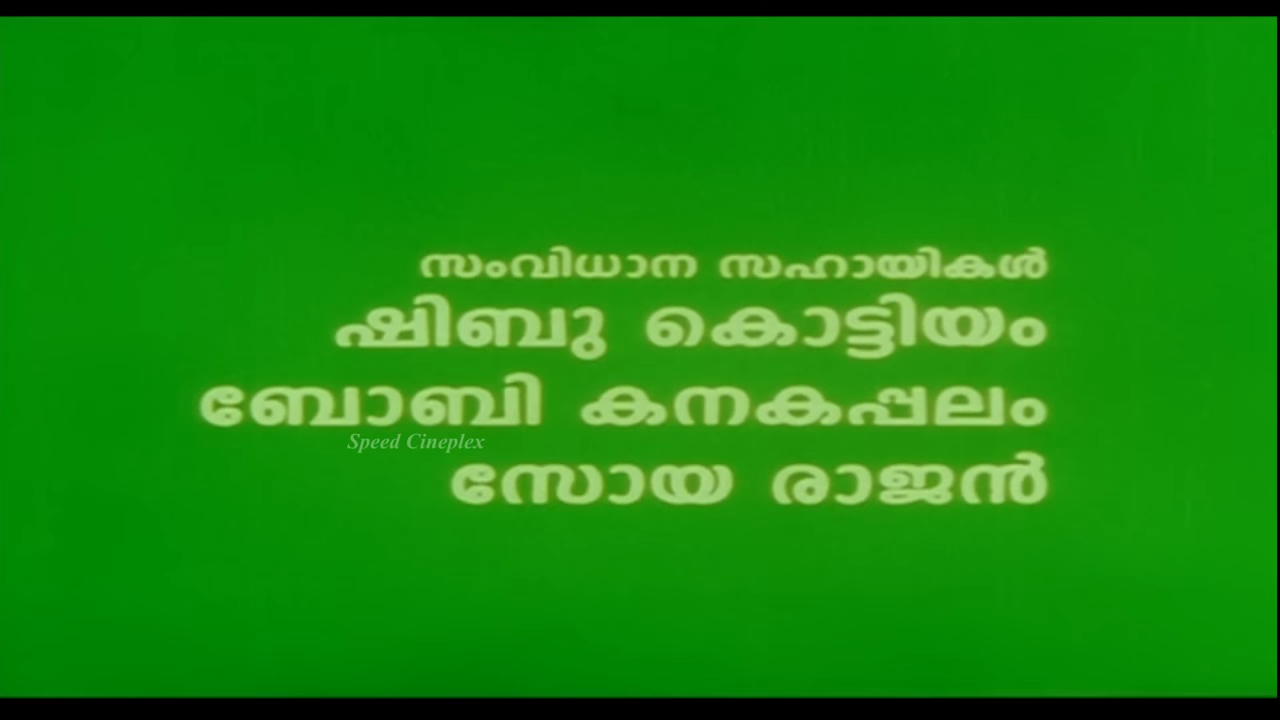 സംവിധാന സഹായികൾ
ഷിബു കൊട്ടിയം
ബോബി കനകപ്പലം
Speed Cineplex
സോയ രാജൻ